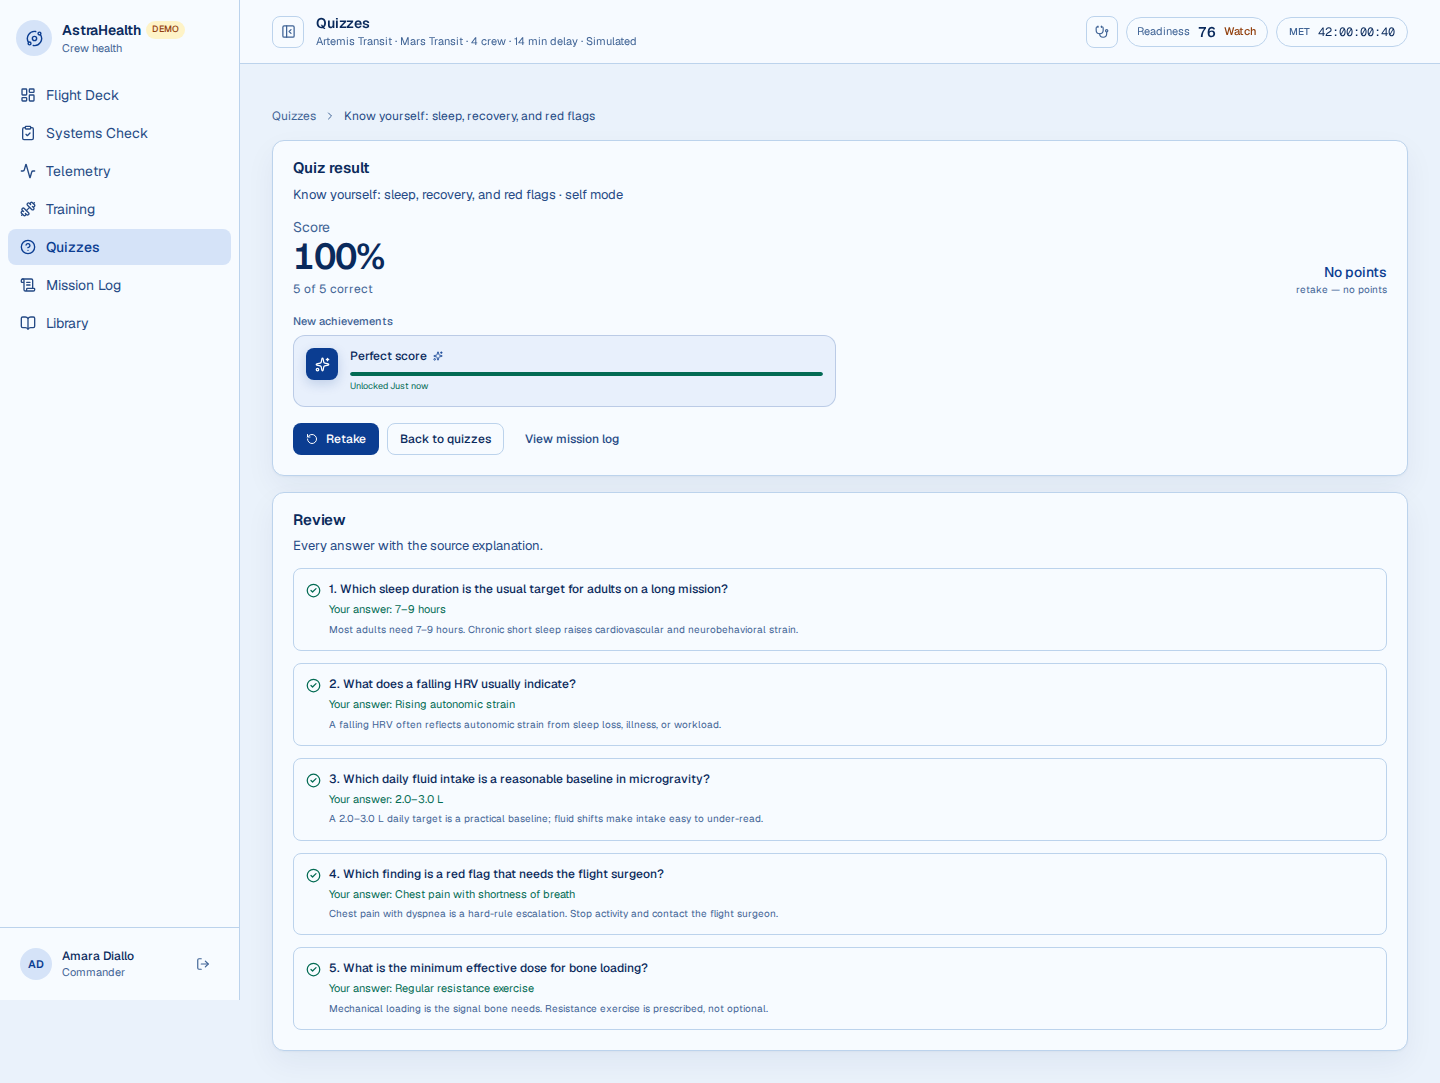 AstraHealth DEMO
Crew health
Flight Deck
Systems Check
Telemetry
Training
Quizzes
Mission Log
Library
AD
Amara Diallo
Commander
Quizzes
Artemis Transit · Mars Transit · 4 crew · 14 min delay · Simulated
Readiness 76 Watch
MET 42:00:00:40
Quizzes > Know yourself: sleep, recovery, and red flags
Quiz result
Know yourself: sleep, recovery, and red flags · self mode
Score
100%
5 of 5 correct
No points
retake — no points
New achievements
Perfect score
Unlocked Just now
Retake
Back to quizzes
View mission log
Review
Every answer with the source explanation.
1. Which sleep duration is the usual target for adults on a long mission?
Your answer: 7–9 hours
Most adults need 7–9 hours. Chronic short sleep raises cardiovascular and neurobehavioral strain.
2. What does a falling HRV usually indicate?
Your answer: Rising autonomic strain
A falling HRV often reflects autonomic strain from sleep loss, illness, or workload.
3. Which daily fluid intake is a reasonable baseline in microgravity?
Your answer: 2.0–3.0 L
A 2.0–3.0 L daily target is a practical baseline; fluid shifts make intake easy to under-read.
4. Which finding is a red flag that needs the flight surgeon?
Your answer: Chest pain with shortness of breath
Chest pain with dyspnea is a hard-rule escalation. Stop activity and contact the flight surgeon.
5. What is the minimum effective dose for bone loading?
Your answer: Regular resistance exercise
Mechanical loading is the signal bone needs. Resistance exercise is prescribed, not optional.